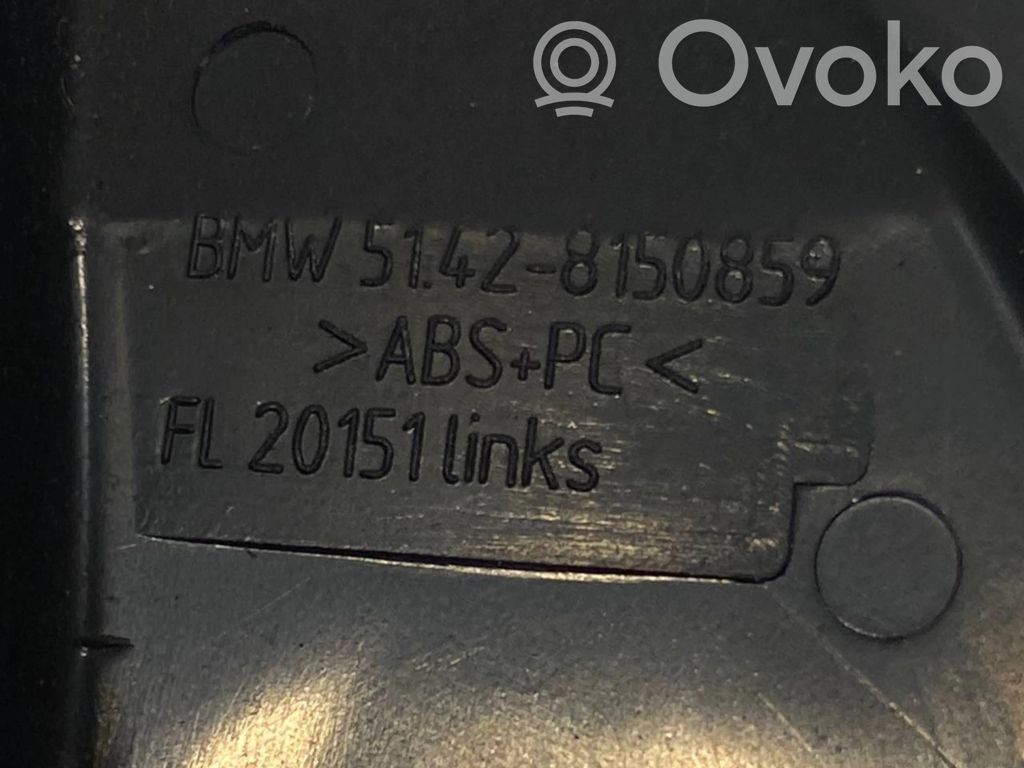 Ovoko
BMW 51.42-8150859
>ABS+PC<
FL 20151 links